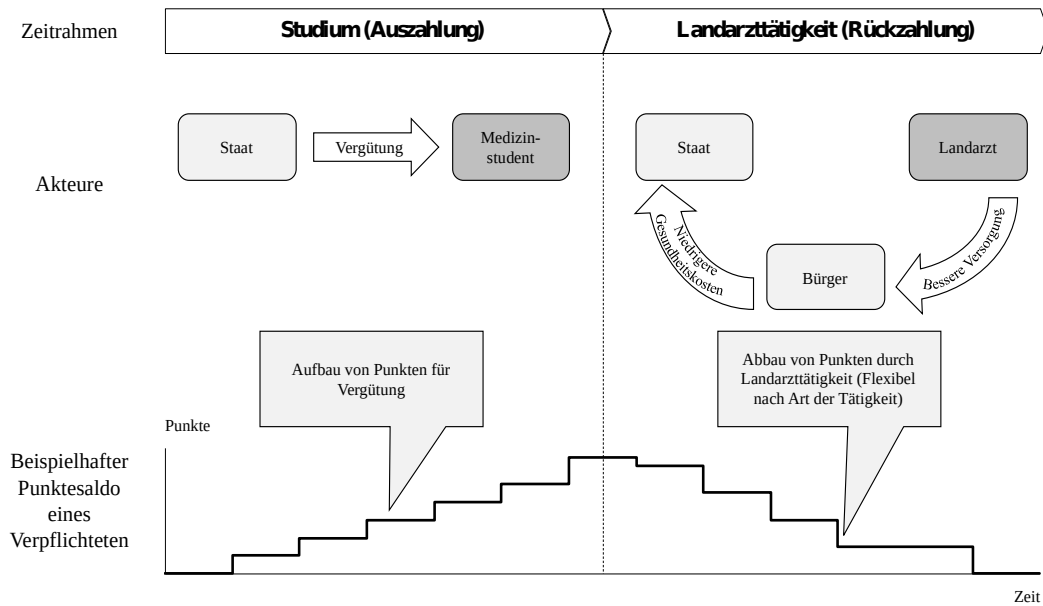 Zeitrahmen
Studium (Auszahlung)
Landarzttätigkeit (Rückzahlung)
Akteure
Staat
Vergütung
Medizin-
student
Staat
Landarzt
Niedrigere
Gesundheitskosten
Bürger
Bessere Versorgung
Aufbau von Punkten für
Vergütung
Abbau von Punkten durch
Landarzttätigkeit (Flexibel
nach Art der Tätigkeit)
Punkte
Beispielhafter
Punktesaldo
eines
Verpflichteten
Zeit